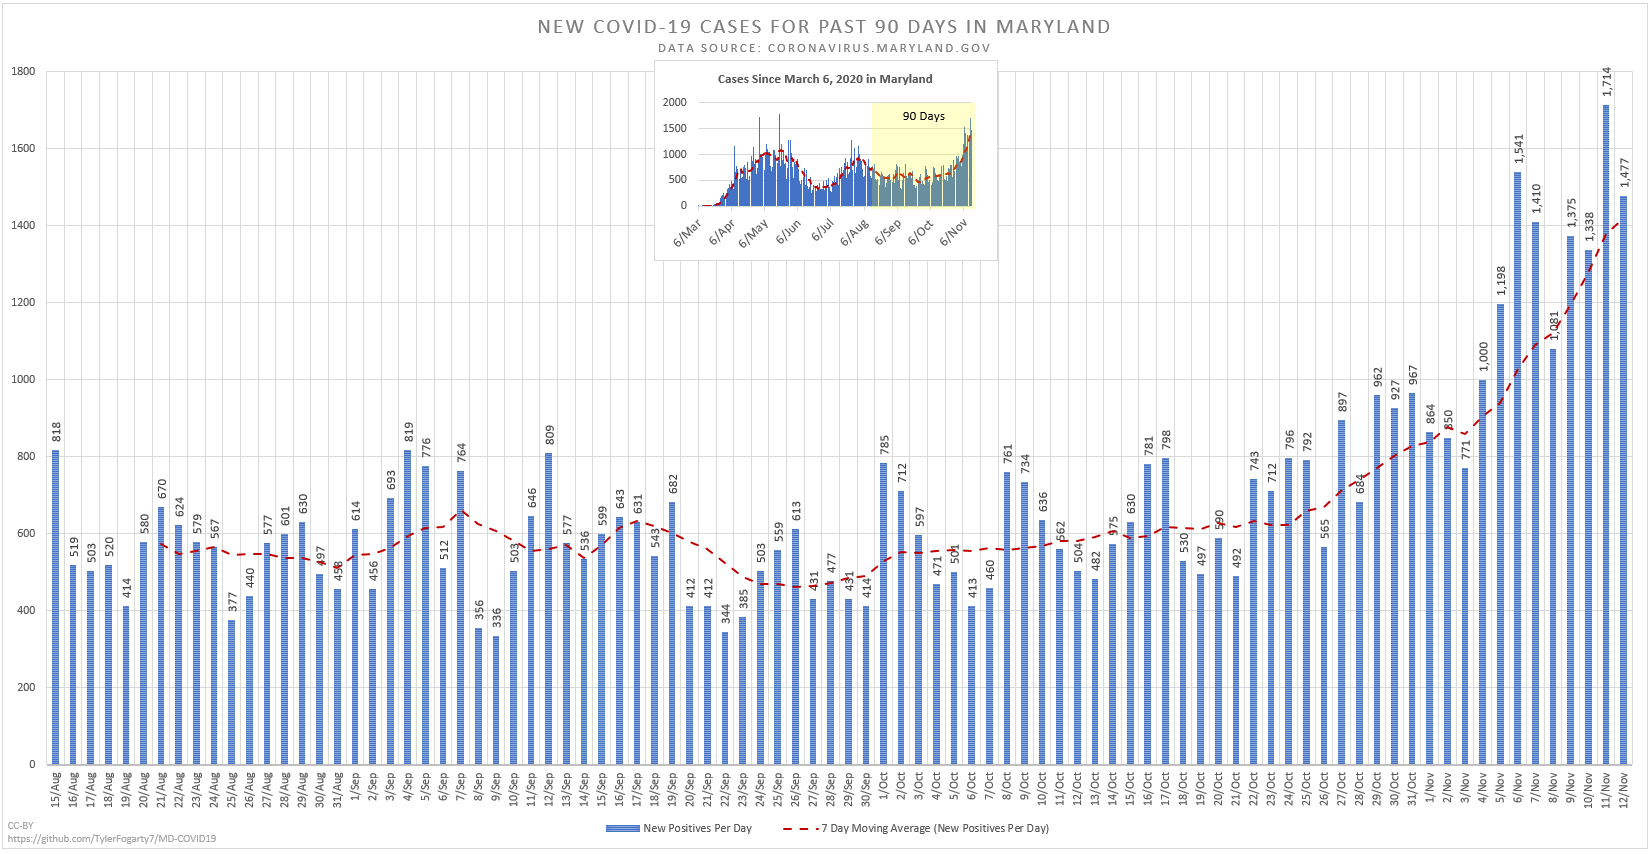 NEW COVID-19 CASES FOR PAST 90 DAYS IN MARYLAND
DATA SOURCE: CORONAVIRUS.MARYLAND.GOV
Cases Since March 6, 2020 in Maryland
90 Days
2000
1500
1000
500
0
6/Mar 6/Apr 6/May 6/Jun 6/Jul 6/Aug 6/Sep 6/Oct 6/Nov
1800
1600
1400
1200
1000
800
600
400
200
0
818 519 503 520 414 580 670 624 579 567 377 440 577 601 630 497 458 614 456 693 819 776 512 764 356 336 503 646 809 577 536 599 643 631 543 682 412 412 344 385 503 559 613 431 477 431 414 785 712 597 471 501 413 460 761 734 636 562 504 482 575 630 781 798 530 497 590 492 743 712 796 792 565 897 684 962 927 967 864 850 771 1,000 1,198 1,541 1,410 1,081 1,375 1,338 1,714 1,477
15/Aug 16/Aug 17/Aug 18/Aug 19/Aug 20/Aug 21/Aug 22/Aug 23/Aug 24/Aug 25/Aug 26/Aug 27/Aug 28/Aug 29/Aug 30/Aug 31/Aug 1/Sep 2/Sep 3/Sep 4/Sep 5/Sep 6/Sep 7/Sep 8/Sep 9/Sep 10/Sep 11/Sep 12/Sep 13/Sep 14/Sep 15/Sep 16/Sep 17/Sep 18/Sep 19/Sep 20/Sep 21/Sep 22/Sep 23/Sep 24/Sep 25/Sep 26/Sep 27/Sep 28/Sep 29/Sep 30/Sep 1/Oct 2/Oct 3/Oct 4/Oct 5/Oct 6/Oct 7/Oct 8/Oct 9/Oct 10/Oct 11/Oct 12/Oct 13/Oct 14/Oct 15/Oct 16/Oct 17/Oct 18/Oct 19/Oct 20/Oct 21/Oct 22/Oct 23/Oct 24/Oct 25/Oct 26/Oct 27/Oct 28/Oct 29/Oct 30/Oct 31/Oct 1/Nov 2/Nov 3/Nov 4/Nov 5/Nov 6/Nov 7/Nov 8/Nov 9/Nov 10/Nov 11/Nov 12/Nov
New Positives Per Day
7 Day Moving Average (New Positives Per Day)
CC-BY
https://github.com/TylerFogarty7/MD-COVID19